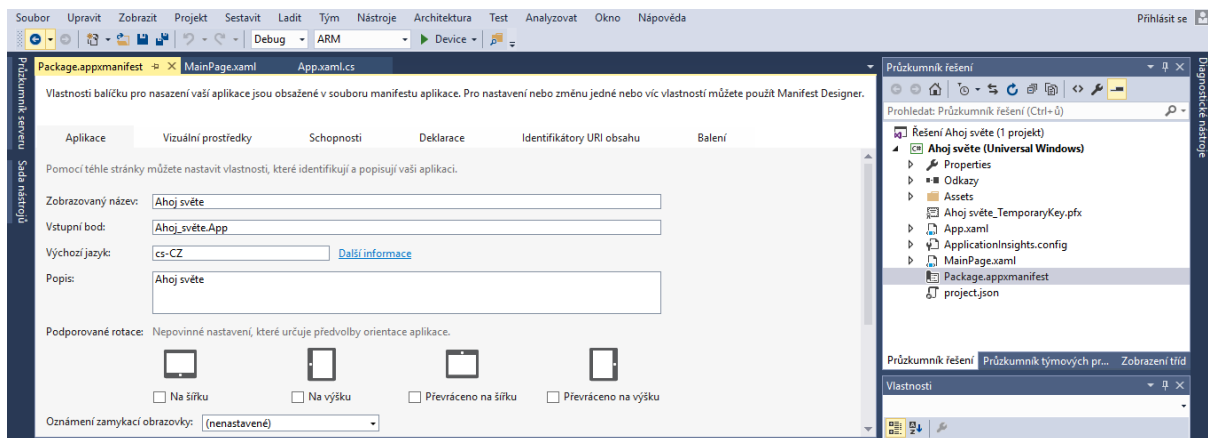 Soubor Upravit Zobrazit Projekt Sestavit Ladit Tým Nástroje Architektura Test Analyzovat Okno Nápověda Přihlásit se
Debug ARM Device
Průzkumník serveru
Sada nástrojů
Package.appxmanifest MainPage.xaml App.xaml.cs
Vlastnosti balíčku pro nasazení vaší aplikace jsou obsažené v souboru manifestu aplikace. Pro nastavení nebo změnu jedné nebo víc vlastností můžete použít Manifest Designer.
Aplikace Vizuální prostředky Schopnosti Deklarace Identifikátory URI obsahu Balení
Pomocí téhle stránky můžete nastavit vlastnosti, které identifikují a popisují vaši aplikaci.
Zobrazovaný název: Ahoj světe
Vstupní bod: Ahoj_světe.App
Výchozí jazyk: cs-CZ Další informace
Popis: Ahoj světe
Podporované rotace: Nepovinné nastavení, které určuje předvolby orientace aplikace.
Na šířku Na výšku Převráceno na šířku Převráceno na výšku
Oznámení zamykací obrazovky: (nenastavené)
Průzkumník řešení
Prohledat: Průzkumník řešení (Ctrl+ů)
Řešení Ahoj světe (1 projekt)
C# Ahoj světe (Universal Windows)
Properties
Odkazy
Assets
Ahoj světe_TemporaryKey.pfx
App.xaml
ApplicationInsights.config
MainPage.xaml
Package.appxmanifest
project.json
Průzkumník řešení Průzkumník týmových pr... Zobrazení tříd
Vlastnosti
Diagnostické nástroje